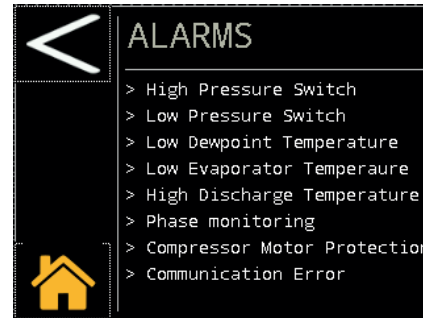 ALARMS
> High Pressure Switch
> Low Pressure Switch
> Low Dewpoint Temperature
> Low Evaporator Temperaure
> High Discharge Temperature
> Phase monitoring
> Compressor Motor Protection
> Communication Error